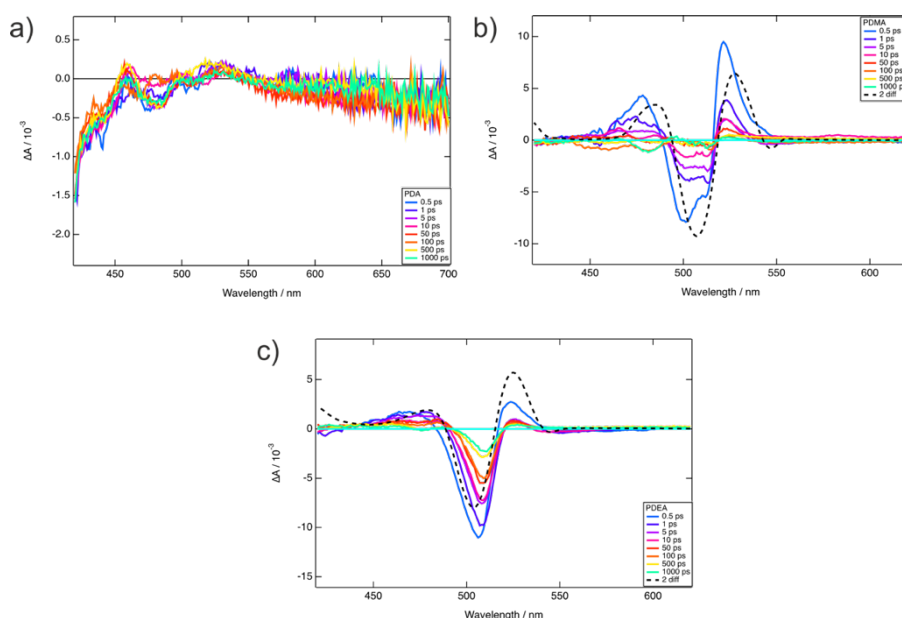 a)
0.5
0.0
-0.5
-1.0
-1.5
-2.0
ΔA / 10⁻³
450
500
550
600
650
700
Wavelength / nm
PDA
0.5 ps
1 ps
5 ps
10 ps
50 ps
100 ps
500 ps
1000 ps
b)
10
5
0
-5
-10
ΔA / 10⁻³
450
500
550
600
Wavelength / nm
PDMA
0.5 ps
1 ps
5 ps
10 ps
50 ps
100 ps
500 ps
1000 ps
2 diff
c)
5
0
-5
-10
-15
ΔA / 10⁻³
450
500
550
600
Wavelength / nm
PDEA
0.5 ps
1 ps
5 ps
10 ps
50 ps
100 ps
500 ps
1000 ps
2 diff